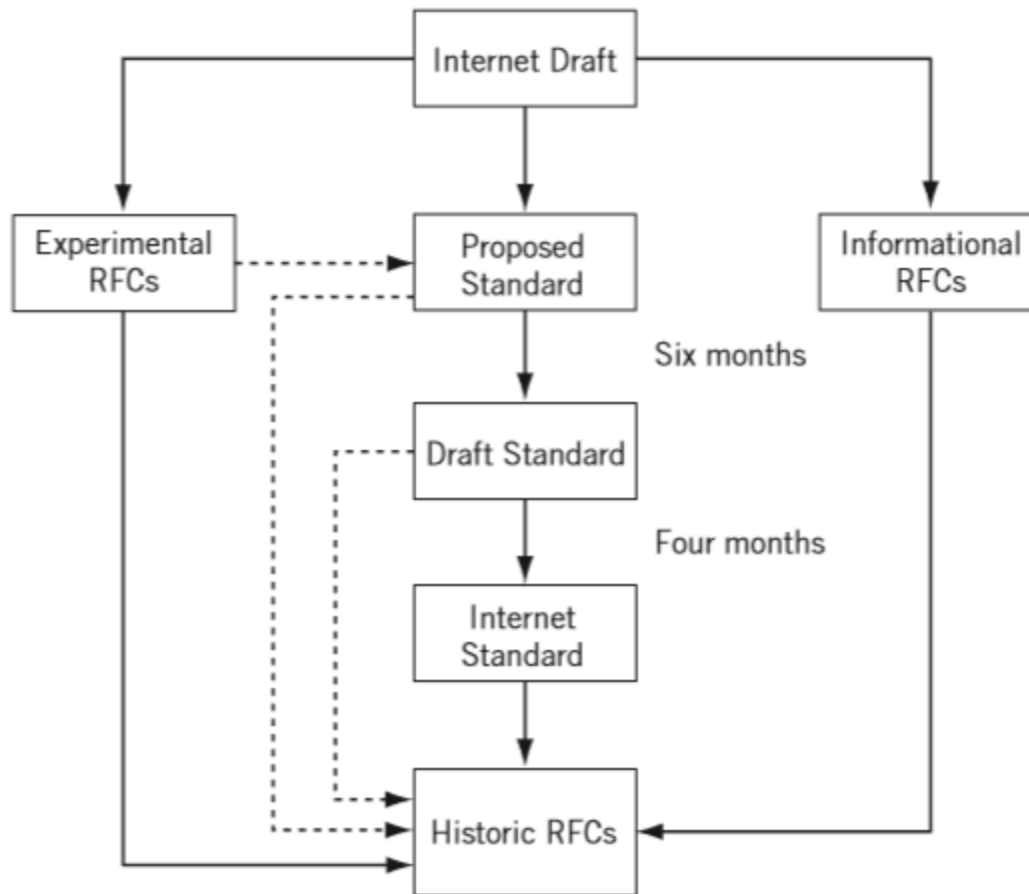 Internet Draft
Experimental
RFCs
Proposed
Standard
Informational
RFCs
Six months
Draft Standard
Four months
Internet
Standard
Historic RFCs